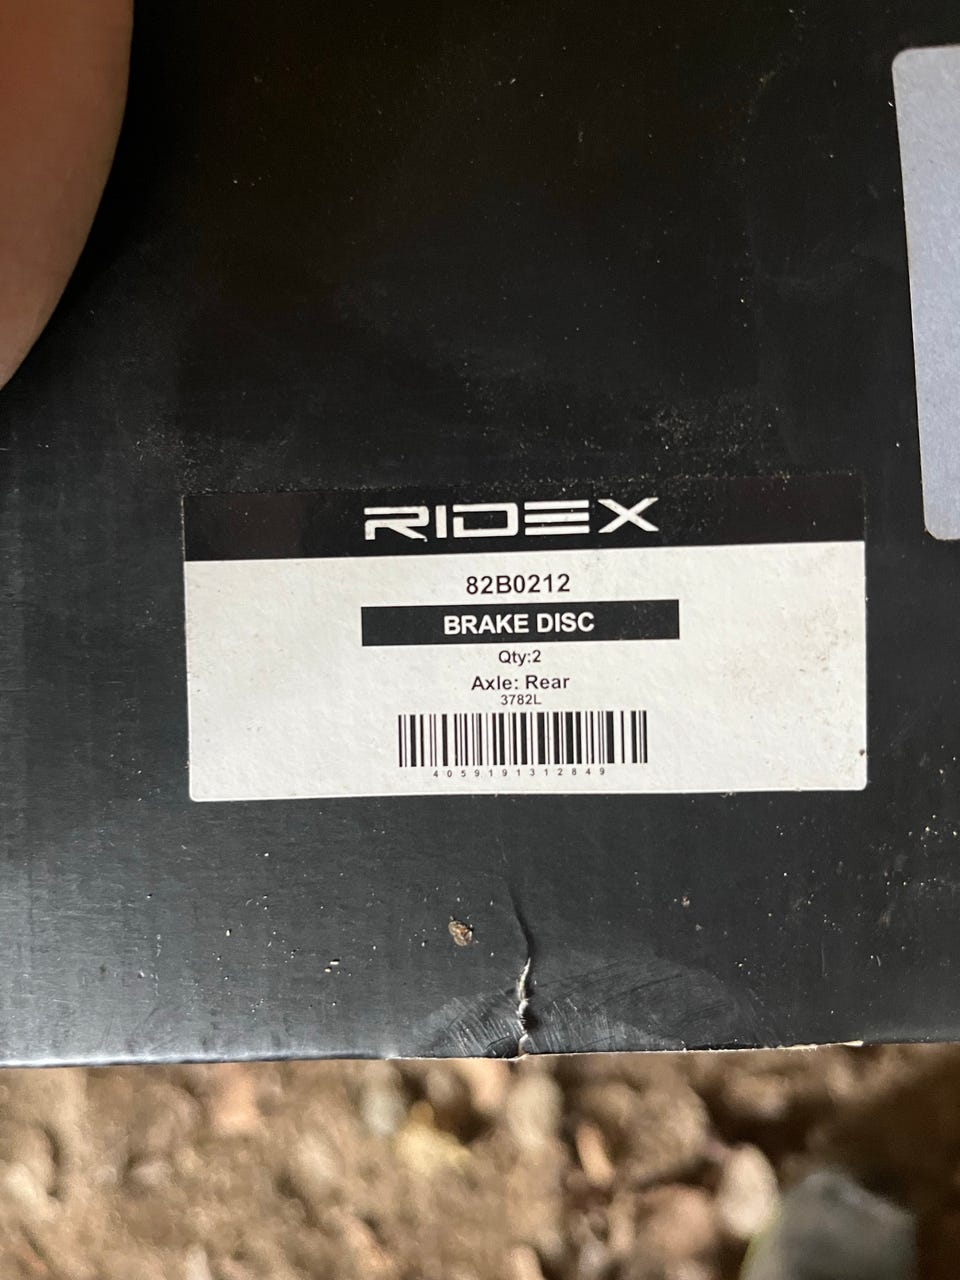 RIDEX
82B0212
BRAKE DISC
Qty:2
Axle: Rear
3782L
4059191312849